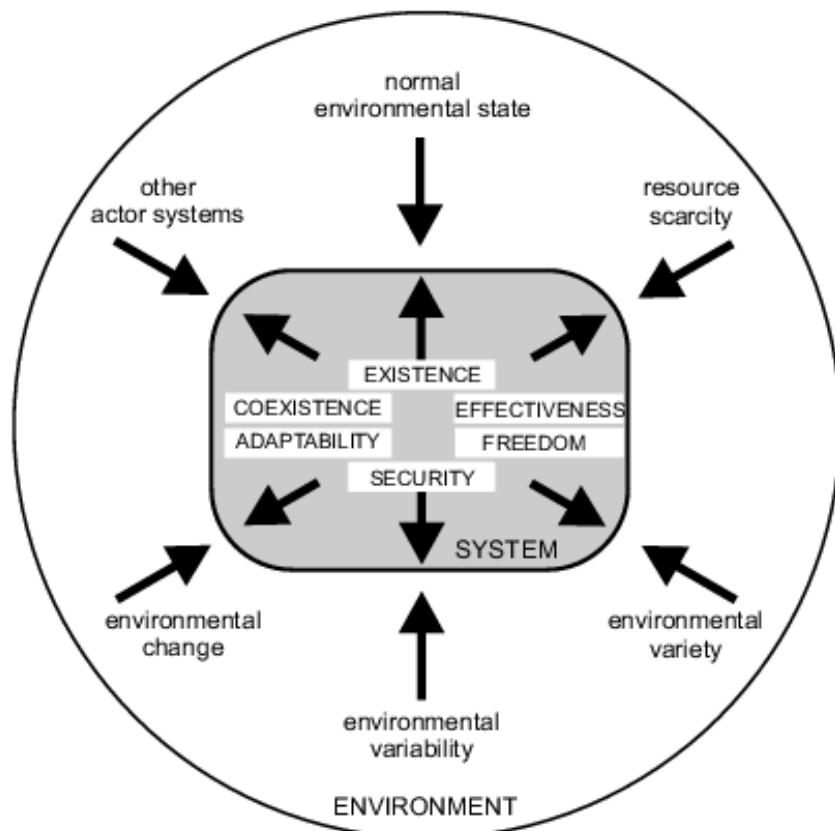 normal
environmental state
other
actor systems
resource
scarcity
EXISTENCE
COEXISTENCE
EFFECTIVENESS
ADAPTABILITY
FREEDOM
SECURITY
SYSTEM
environmental
change
environmental
variety
environmental
variability
ENVIRONMENT